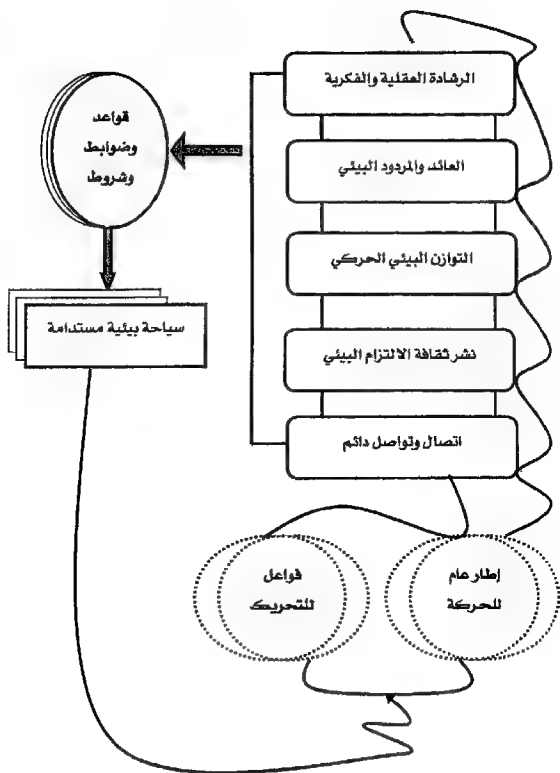 الرشادة العقلية والفكرية
العائد والمردود البيئي
التوازن البيئي الحركي
نشر ثقافة الالتزام البيئي
اتصال وتواصل دائم
قواعد
وضوابط
وشروط
سياحة بيئية مستدامة
إطار عام
للحركة
فواعل
للتحريك